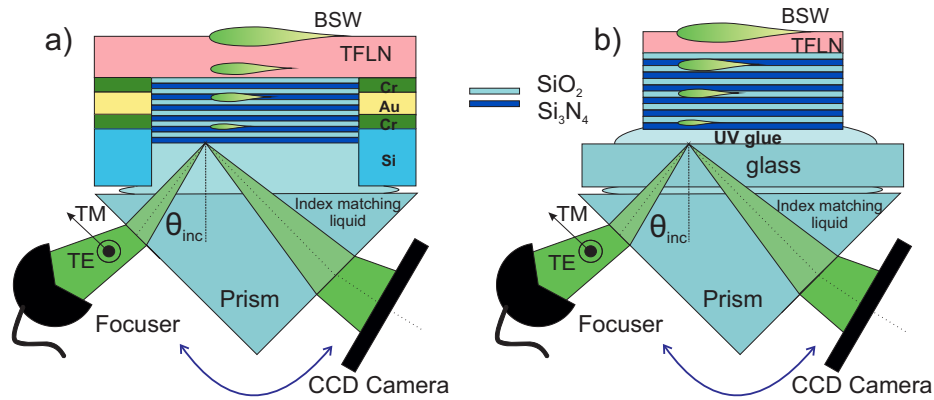 a)
BSW
TFLN
Cr
Au
Cr
Si
Index matching
liquid
TM
θinc
TE
Prism
Focuser
CCD Camera
SiO2
Si3N4
b)
BSW
TFLN
UV glue
glass
Index matching
liquid
TM
θinc
TE
Prism
Focuser
CCD Camera